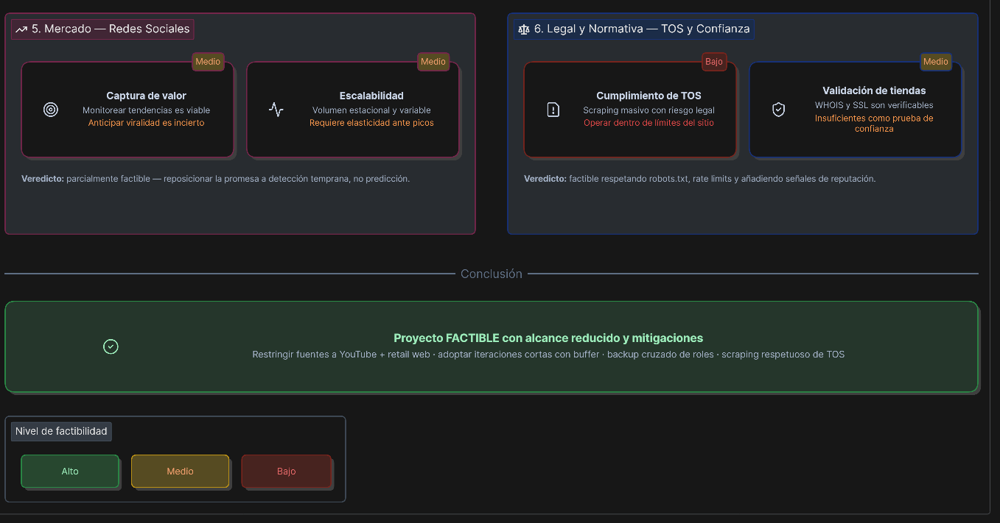 5. Mercado — Redes Sociales
Medio
Captura de valor
Monitorear tendencias es viable
Anticipar viralidad es incierto
Medio
Escalabilidad
Volumen estacional y variable
Requiere elasticidad ante picos
Veredicto: parcialmente factible — reposicionar la promesa a detección temprana, no predicción.
6. Legal y Normativa — TOS y Confianza
Bajo
Cumplimiento de TOS
Scraping masivo con riesgo legal
Operar dentro de límites del sitio
Medio
Validación de tiendas
WHOIS y SSL son verificables
Insuficientes como prueba de
confianza
Veredicto: factible respetando robots.txt, rate limits y añadiendo señales de reputación.
Conclusión
Proyecto FACTIBLE con alcance reducido y mitigaciones
Restringir fuentes a YouTube + retail web · adoptar iteraciones cortas con buffer · backup cruzado de roles · scraping respetuoso de TOS
Nivel de factibilidad
Alto
Medio
Bajo